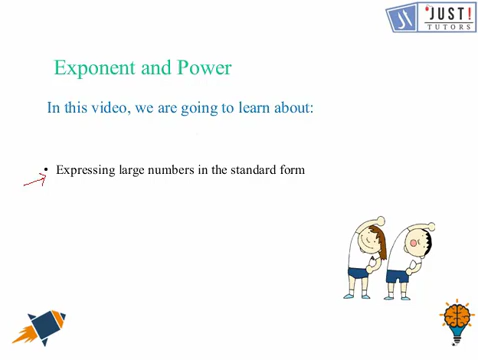 'JUST!
TUTORS
Exponent and Power
In this video, we are going to learn about:
• Expressing large numbers in the standard form